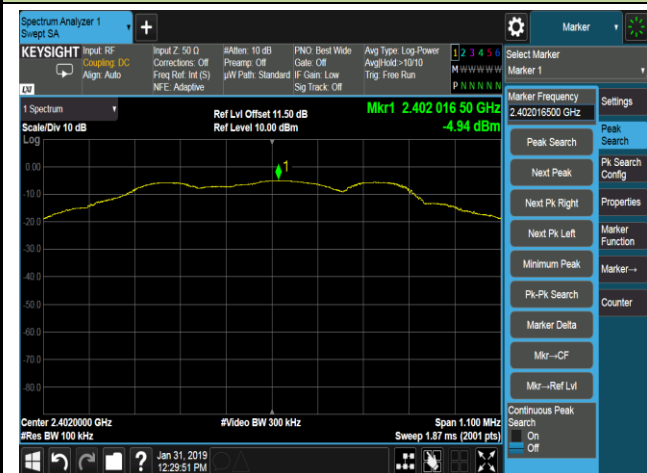 Spectrum Analyzer 1
Swept SA
+
Marker
KEYSIGHT
Input: RF
Coupling: DC
Align: Auto
Input Z: 50 Ω
Corrections: Off
Freq Ref: Int (S)
NFE: Adaptive
#Atten: 10 dB
Preamp: Off
µW Path: Standard
PNO: Best Wide
Gate: Off
IF Gain: Low
Sig Track: Off
Avg Type: Log-Power
Avg|Hold:>10/10
Trig: Free Run
1 2 3 4 5 6
M W W W W W
P N N N N N
LXI
Select Marker
Marker 1
1 Spectrum
Scale/Div 10 dB
Log
Ref Lvl Offset 11.50 dB
Ref Level 10.00 dBm
Mkr1 2.402 016 50 GHz
-4.94 dBm
1
0.00
-10.0
-20.0
-30.0
-40.0
-50.0
-60.0
-70.0
-80.0
Center 2.4020000 GHz
#Res BW 100 kHz
#Video BW 300 kHz
Span 1.100 MHz
Sweep 1.87 ms (2001 pts)
Marker Frequency
2.402016500 GHz
Peak Search
Next Peak
Next Pk Right
Next Pk Left
Minimum Peak
Pk-Pk Search
Marker Delta
Mkr→CF
Mkr→Ref Lvl
Continuous Peak
Search
On
Off
Settings
Peak
Search
Pk Search
Config
Properties
Marker
Function
Marker→
Counter
?
Jan 31, 2019
12:29:51 PM